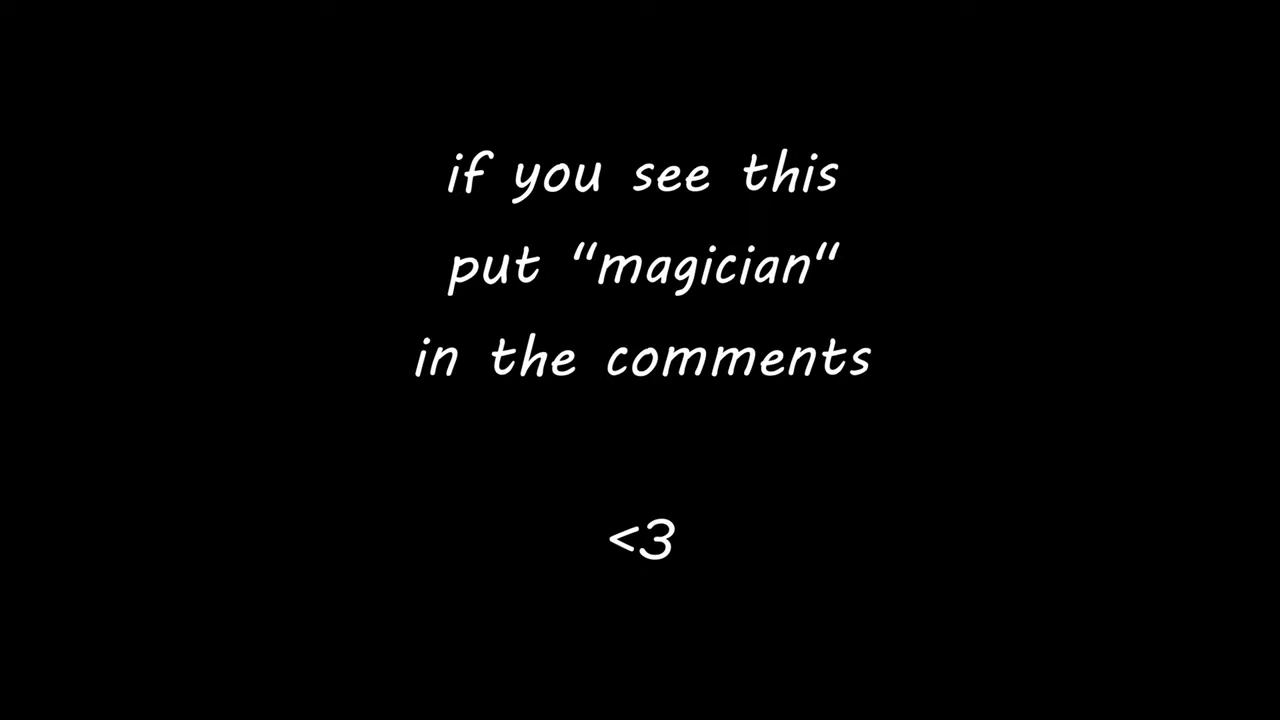 if you see this
put “magician“
in the comments
<3